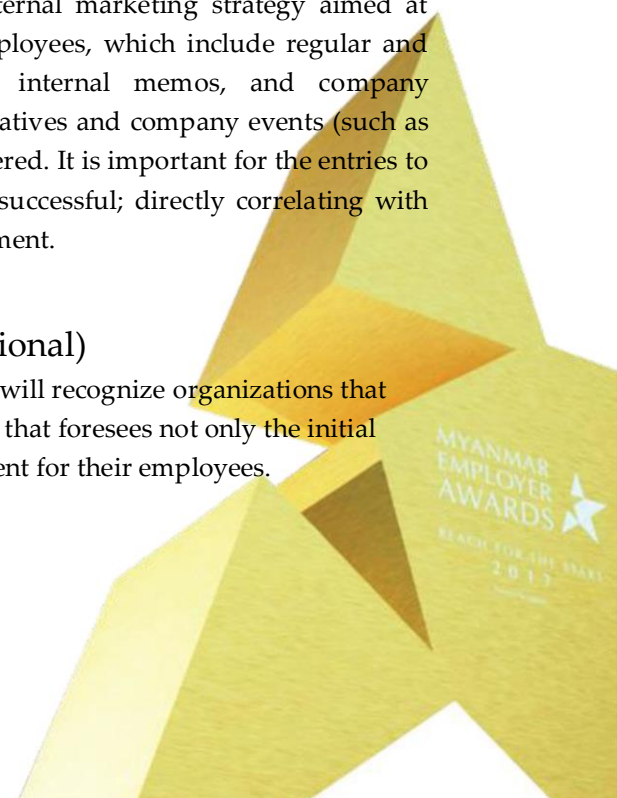 ternal marketing strategy aimed at
ployees, which include regular and
internal memos, and company
atives and company events (such as
ered. It is important for the entries to
successful; directly correlating with
ment.
ional)
will recognize organizations that
that foresees not only the initial
ent for their employees.
MYANMAR
EMPLOYER
AWARDS
REACH FOR THE STARS
2017